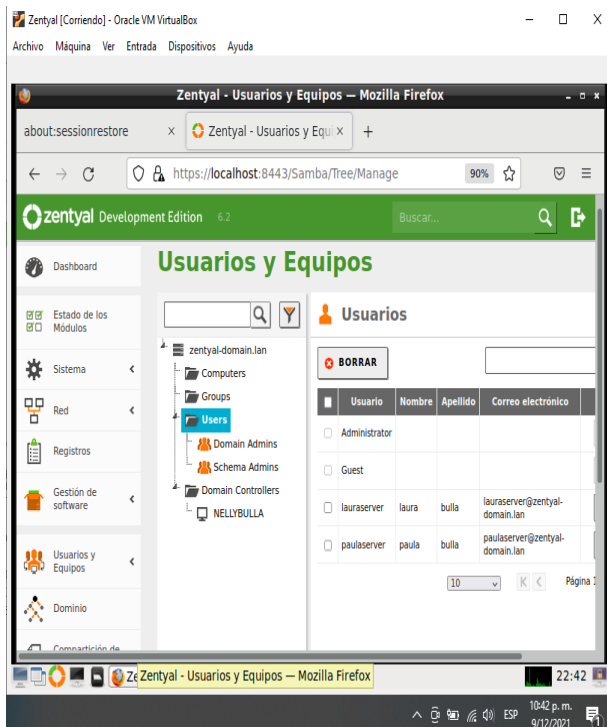 Zentyal [Corriendo] - Oracle VM VirtualBox
Archivo Máquina Ver Entrada Dispositivos Ayuda
Zentyal - Usuarios y Equipos — Mozilla Firefox
about:sessionrestore
Zentyal - Usuarios y Equi
https://localhost:8443/Samba/Tree/Manage
90%
zentyal Development Edition 6.2
Buscar...
Usuarios y Equipos
Dashboard
Estado de los
Módulos
Sistema
Red
Registros
Gestión de
software
Usuarios y
Equipos
Dominio
Compartición de
zentyal-domain.lan
Computers
Groups
Users
Domain Admins
Schema Admins
Domain Controllers
NELLYBULLA
Usuarios
BORRAR
Usuario Nombre Apellido Correo electrónico
Administrator
Guest
lauraserver laura bulla lauraserver@zentyal-
domain.lan
paulaserver paula bulla paulaserver@zentyal-
domain.lan
10
Página 1
Ze
Zentyal - Usuarios y Equipos — Mozilla Firefox
22:42
ESP
10:42 p. m.
9/12/2021